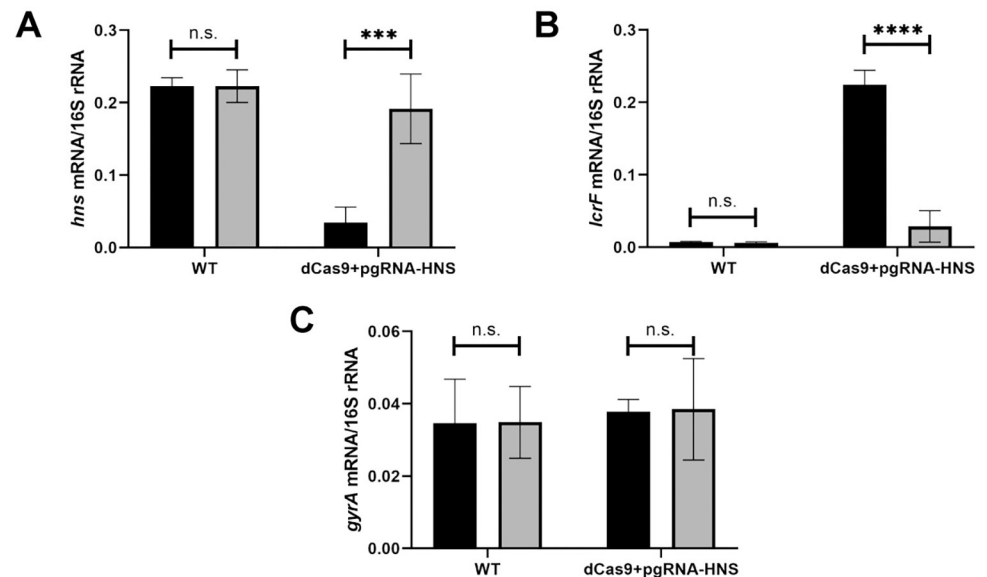 A
hns mRNA/16S rRNA
0.3
0.2
0.1
0.0
n.s.
***
WT
dCas9+pgRNA-HNS
B
lcrF mRNA/16S rRNA
0.3
0.2
0.1
0.0
n.s.
****
WT
dCas9+pgRNA-HNS
C
gyrA mRNA/16S rRNA
0.06
0.04
0.02
0.00
n.s.
n.s.
WT
dCas9+pgRNA-HNS